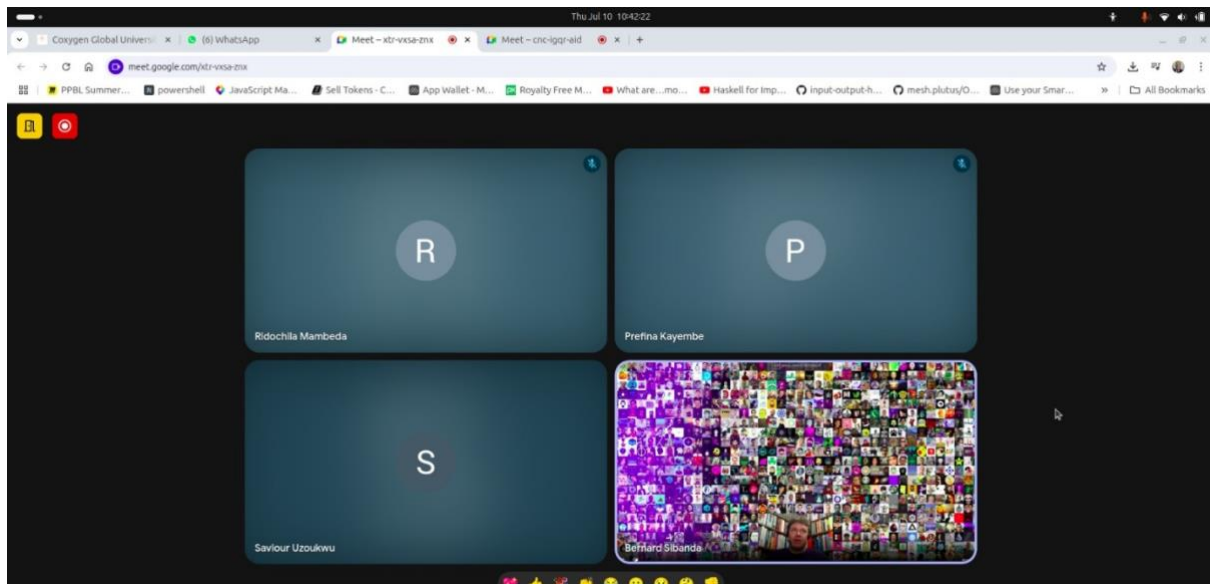 Thu Jul 10 10:42:22
Coxygen Global Universi
(6) WhatsApp
Meet – xtr-vxsa-znx
Meet – cnc-igqr-aid
meet.google.com/xtr-vxsa-znx
PPBL Summer...
powershell
JavaScript Ma...
Sell Tokens - C...
App Wallet - M...
Royalty Free M...
What are...mo...
Haskell for Imp...
input-output-h...
mesh.plutus/O...
Use your Smar...
All Bookmarks
R
Ridochila Mambeda
P
Prefina Kayembe
S
Saviour Uzoukwu
Bernard Sibanda